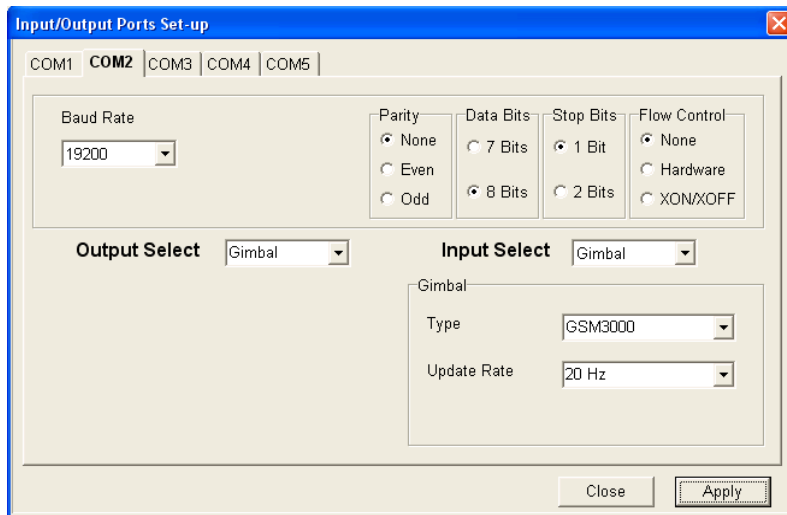 Input/Output Ports Set-up
COM1 COM2 COM3 COM4 COM5
Baud Rate
19200
Parity
None
Even
Odd
Data Bits
7 Bits
8 Bits
Stop Bits
1 Bit
2 Bits
Flow Control
None
Hardware
XON/XOFF
Output Select Gimbal
Input Select Gimbal
Gimbal
Type GSM3000
Update Rate 20 Hz
Close Apply